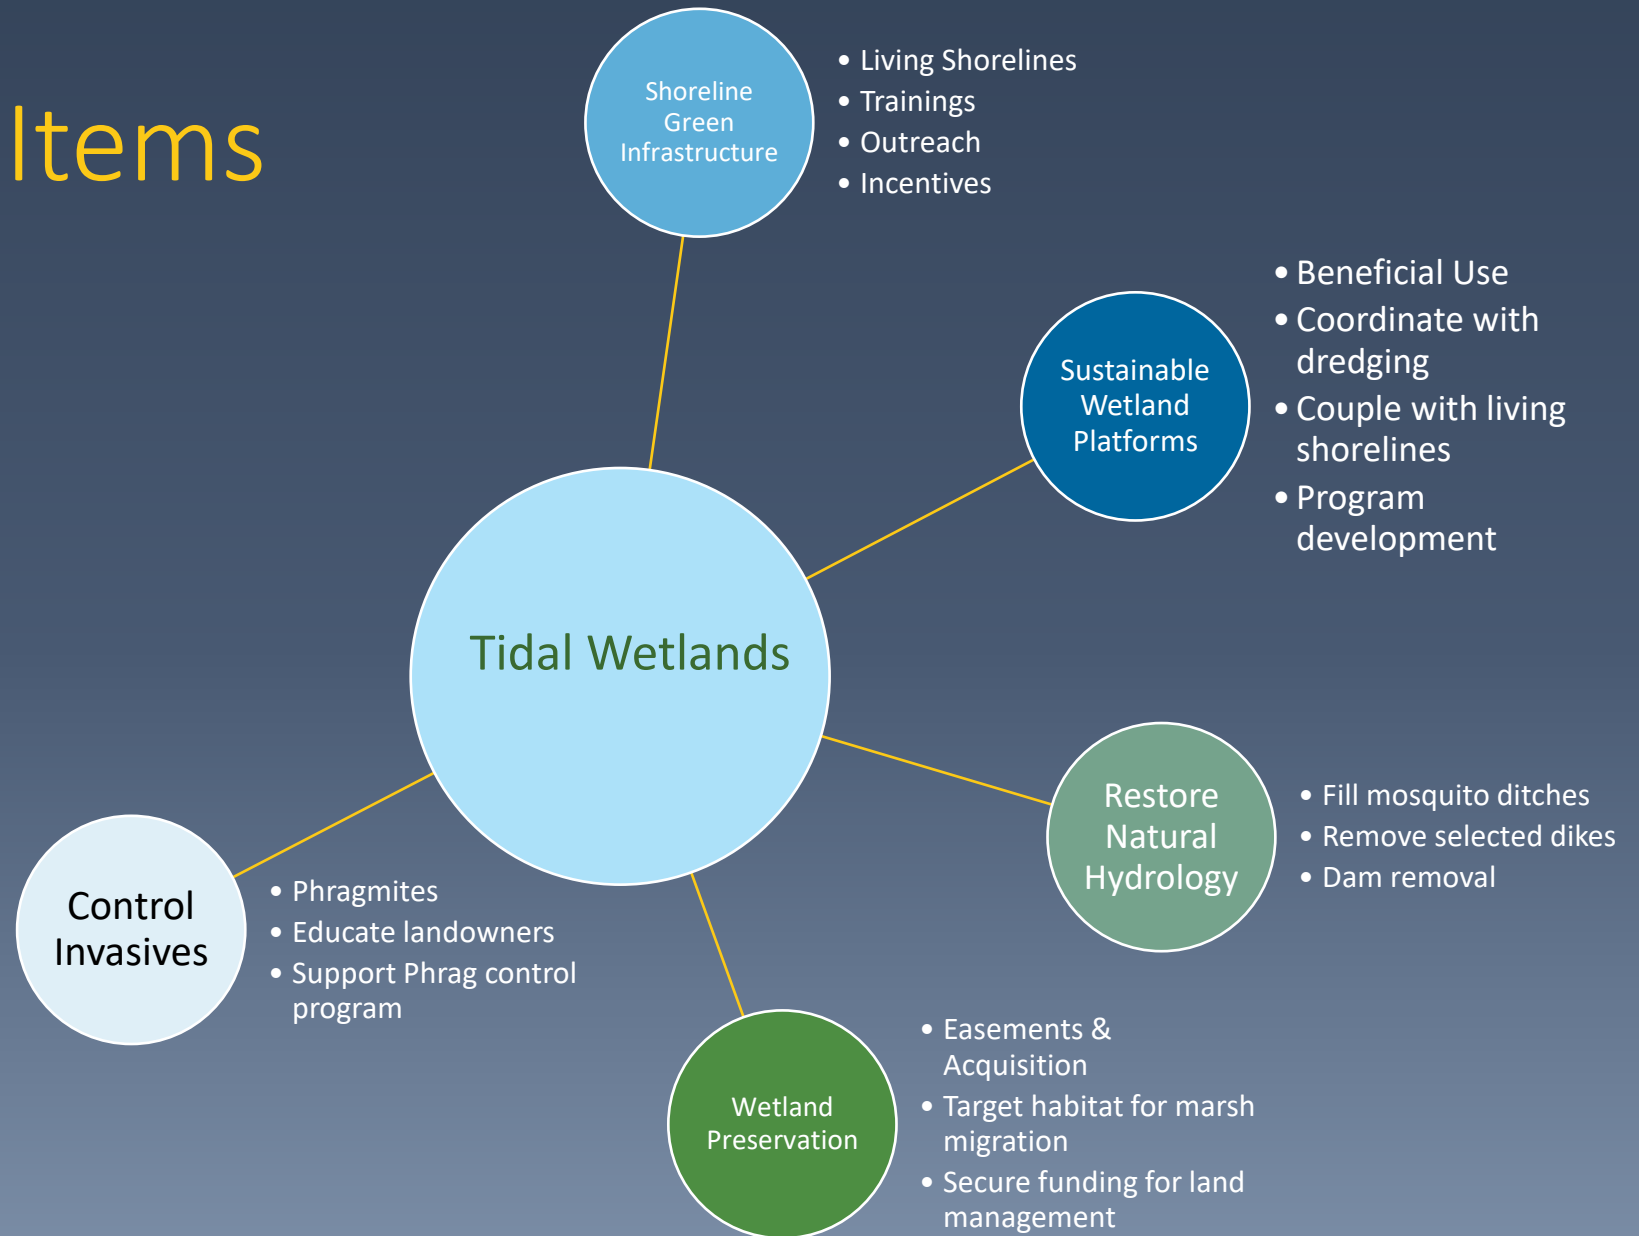 Items
Shoreline
Green
Infrastructure
• Living Shorelines
• Trainings
• Outreach
• Incentives
Sustainable
Wetland
Platforms
• Beneficial Use
• Coordinate with
dredging
• Couple with living
shorelines
• Program
development
Tidal Wetlands
Restore
Natural
Hydrology
• Fill mosquito ditches
• Remove selected dikes
• Dam removal
Control
Invasives
• Phragmites
• Educate landowners
• Support Phrag control
program
Wetland
Preservation
• Easements &
Acquisition
• Target habitat for marsh
migration
• Secure funding for land
management